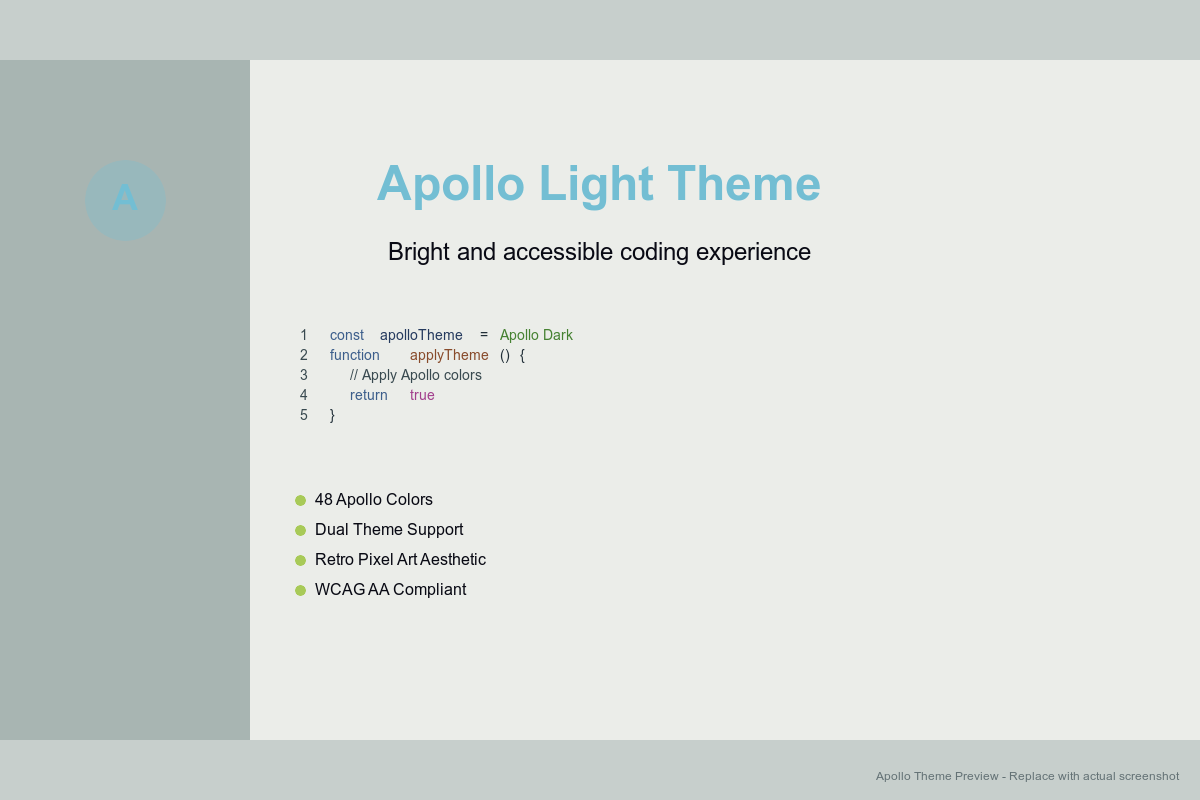 A
Apollo Light Theme
Bright and accessible coding experience
1 const apolloTheme = Apollo Dark
2 function applyTheme () {
3 // Apply Apollo colors
4 return true
5 }
48 Apollo Colors
Dual Theme Support
Retro Pixel Art Aesthetic
WCAG AA Compliant
Apollo Theme Preview - Replace with actual screenshot